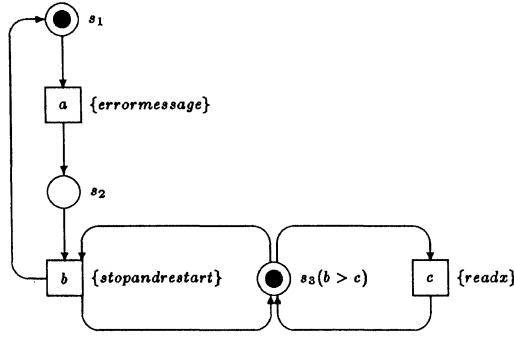 s₁
a {errormessage}
s₂
b {stopandrestart} s₃(b > c) c {readx}